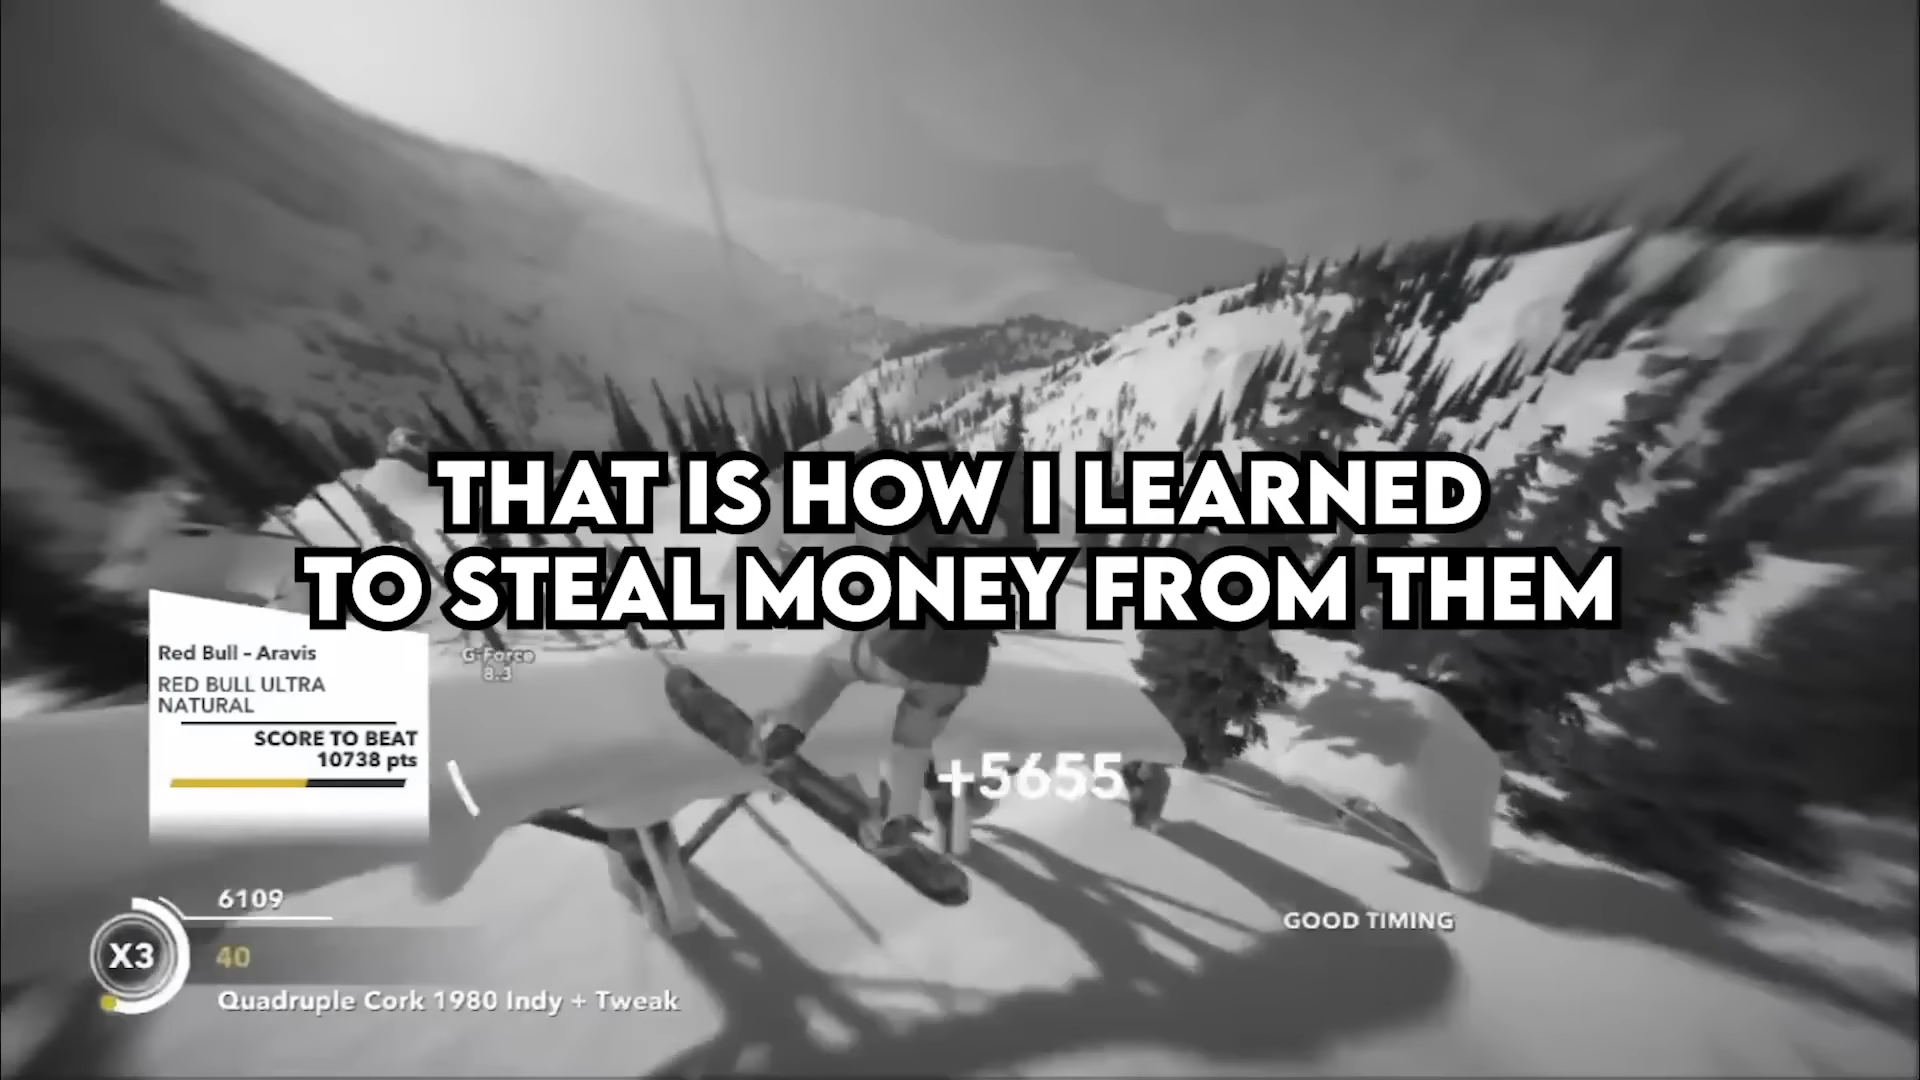 THAT IS HOW I LEARNED
TO STEAL MONEY FROM THEM
Red Bull - Aravis
RED BULL ULTRA
NATURAL
SCORE TO BEAT
10738 pts
G-Force
8.3
+5655
6109
X3
40
Quadruple Cork 1980 Indy + Tweak
GOOD TIMING